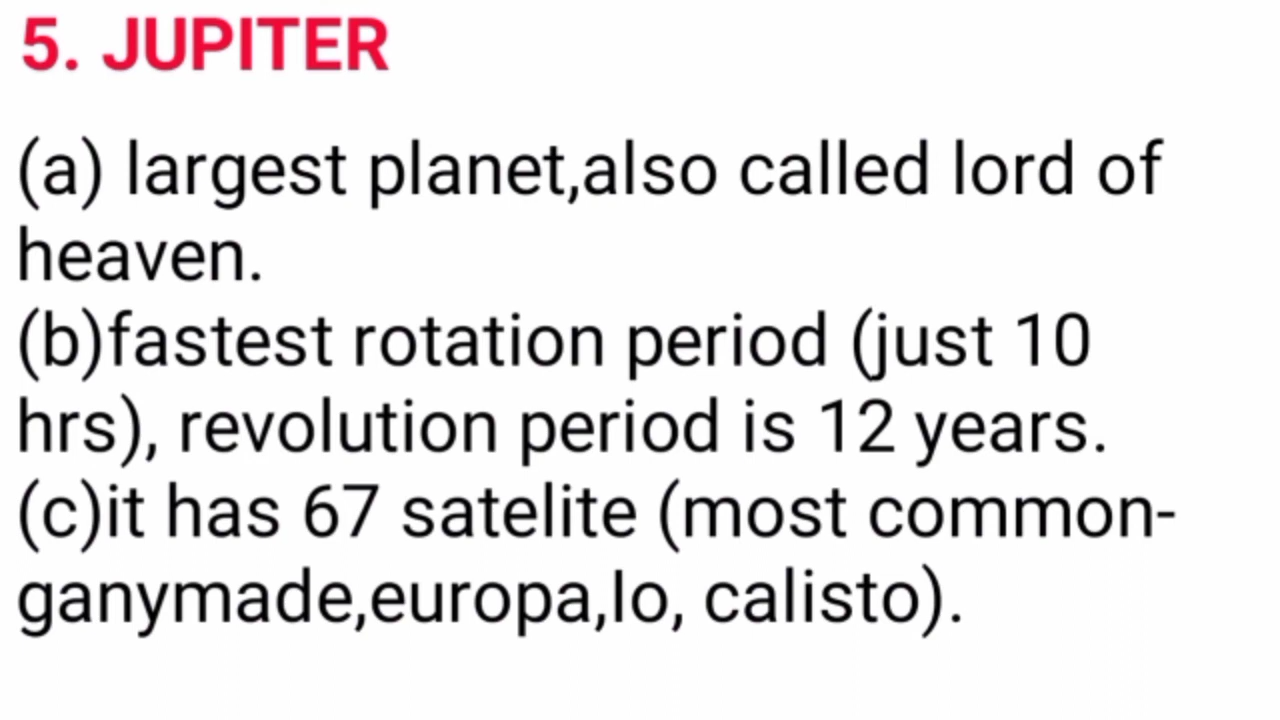 5. JUPITER
(a) largest planet,also called lord of
heaven.
(b)fastest rotation period (just 10
hrs), revolution period is 12 years.
(c)it has 67 satelite (most common-
ganymade,europa,Io, calisto).